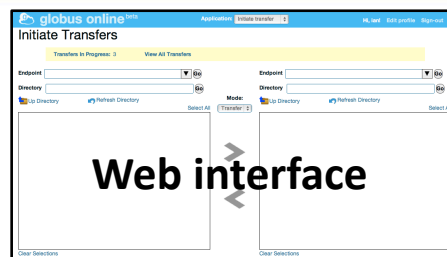 globus online beta
Application: Initiate transfer
Hi, ian! Edit profile Sign-out
Initiate Transfers
Transfers In Progress: 3 View All Transfers
Endpoint Go
Directory Go
Up Directory Refresh Directory
Select All
Mode:
Transfer
Endpoint Go
Directory Go
Up Directory Refresh Directory
Select A
Web interface
Clear Selections
Clear Selections